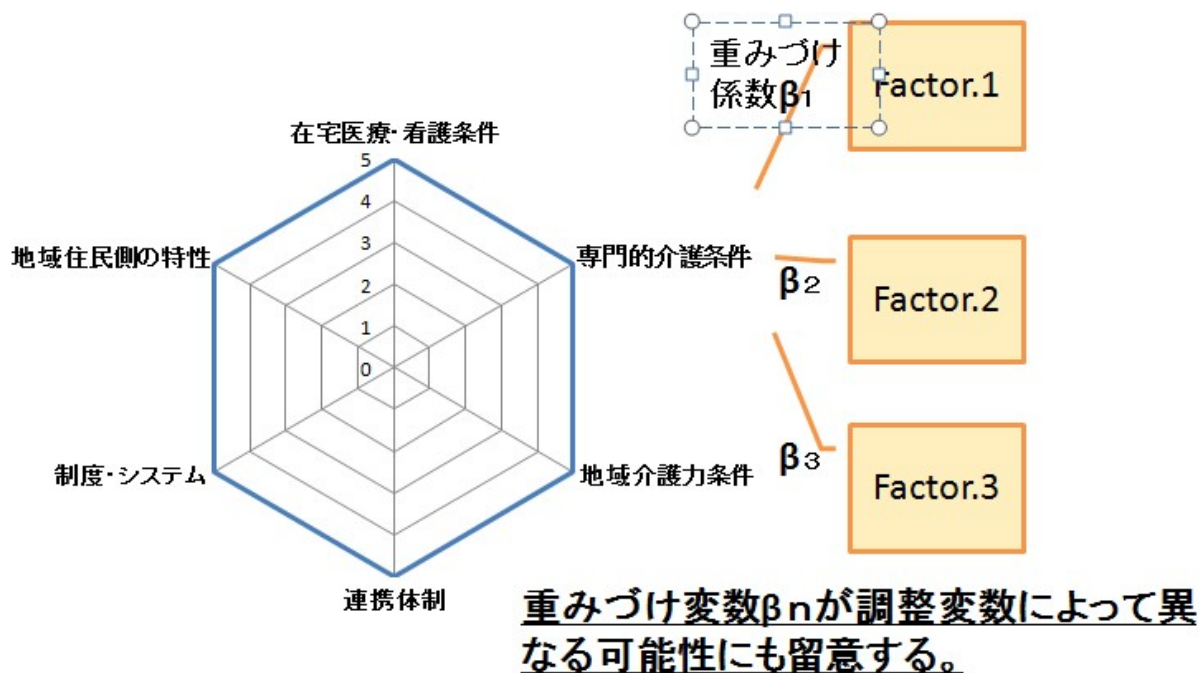 重みづけ
係数β1
Factor.1
在宅医療・看護条件
5
4
3
2
1
0
地域住民側の特性
専門的介護条件
β2
Factor.2
制度・システム
地域介護力条件
β3
Factor.3
連携体制
重みづけ変数βnが調整変数によって異
なる可能性にも留意する。